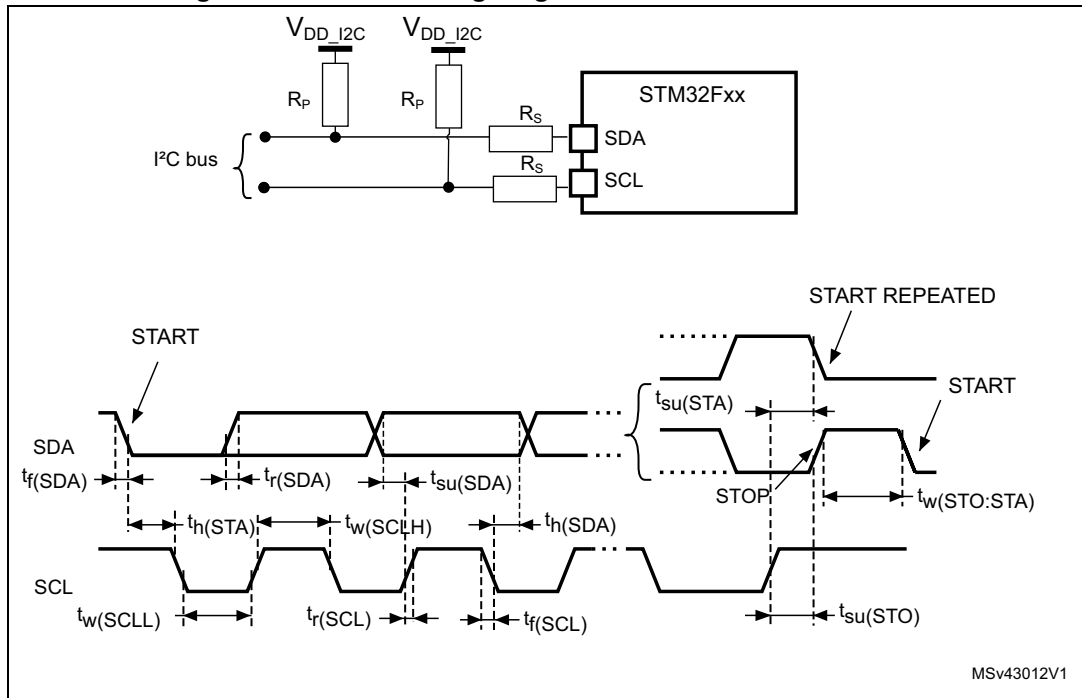 V_DD_I2C V_DD_I2C
STM32Fxx
R_P R_P
R_S
SDA
I²C bus
R_S
SCL
START REPEATED
START
START
t_su(STA)
SDA
t_f(SDA) t_r(SDA) t_su(SDA)
STOP
t_w(STO:STA)
t_h(STA) t_w(SCLH) t_h(SDA)
SCL
t_w(SCLL) t_r(SCL) t_f(SCL) t_su(STO)
MSv43012V1